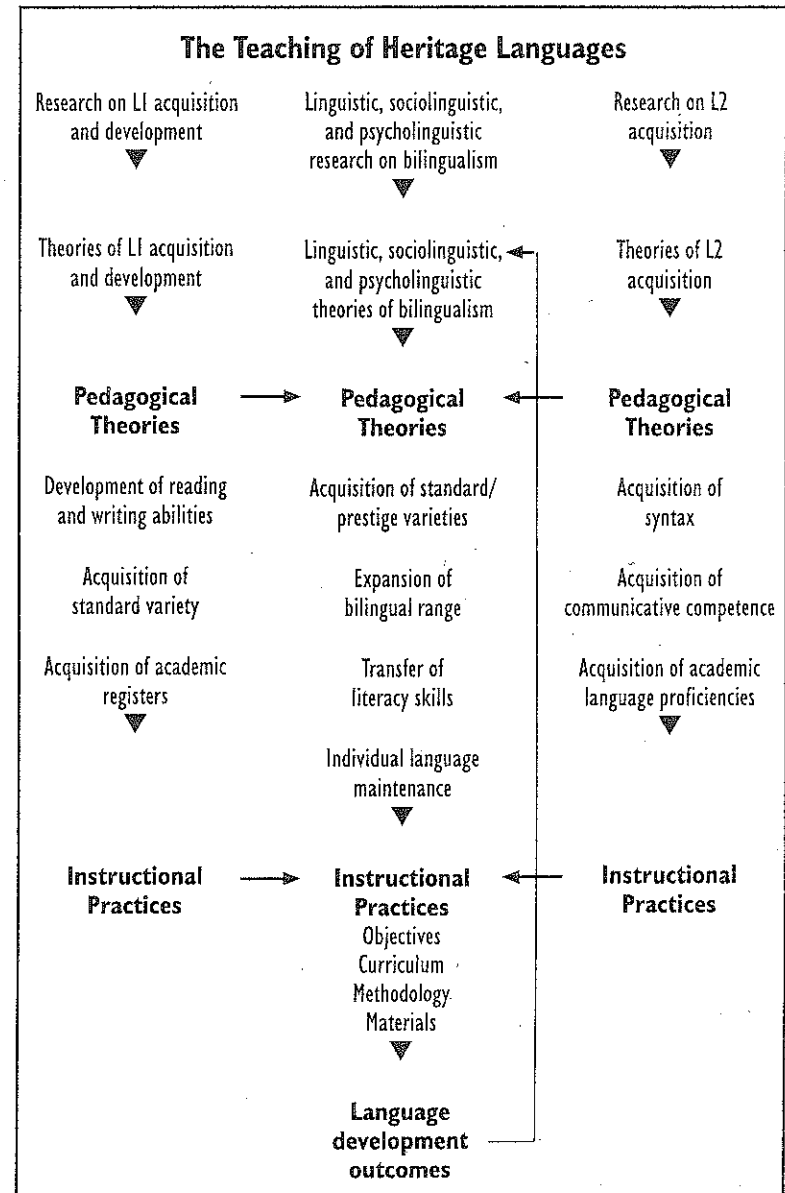 The Teaching of Heritage Languages
Research on L1 acquisition
and development
Linguistic, sociolinguistic,
and psycholinguistic
research on bilingualism
Research on L2
acquisition
Theories of L1 acquisition
and development
Linguistic, sociolinguistic,
and psycholinguistic
theories of bilingualism
Theories of L2
acquisition
Pedagogical
Theories
Pedagogical
Theories
Pedagogical
Theories
Development of reading
and writing abilities
Acquisition of
standard variety
Acquisition of academic
registers
Acquisition of standard/
prestige varieties
Expansion of
bilingual range
Transfer of
literacy skills
Individual language
maintenance
Acquisition of
syntax
Acquisition of
communicative competence
Acquisition of academic
language proficiencies
Instructional
Practices
Instructional
Practices
Objectives
Curriculum
Methodology
Materials
Instructional
Practices
Language
development
outcomes